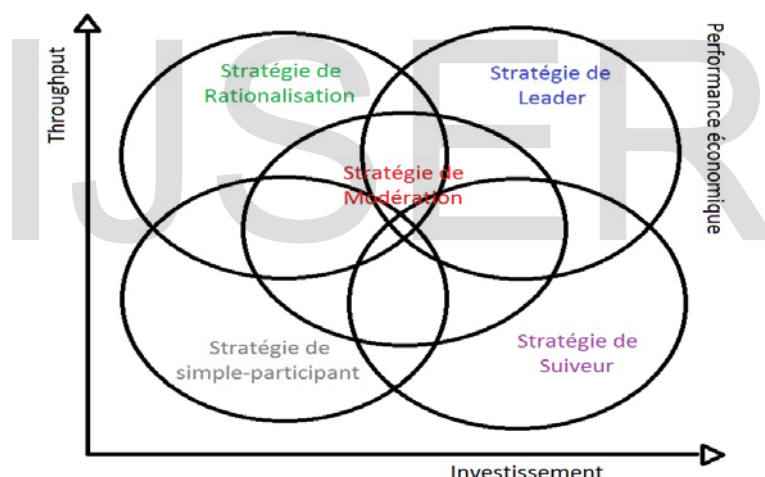 IJSER
Throughput
Performance économique
Stratégie de
Rationalisation
Stratégie de
Leader
Stratégie de
Modération
Stratégie de
simple-participant
Stratégie de
Suiveur
Investissement